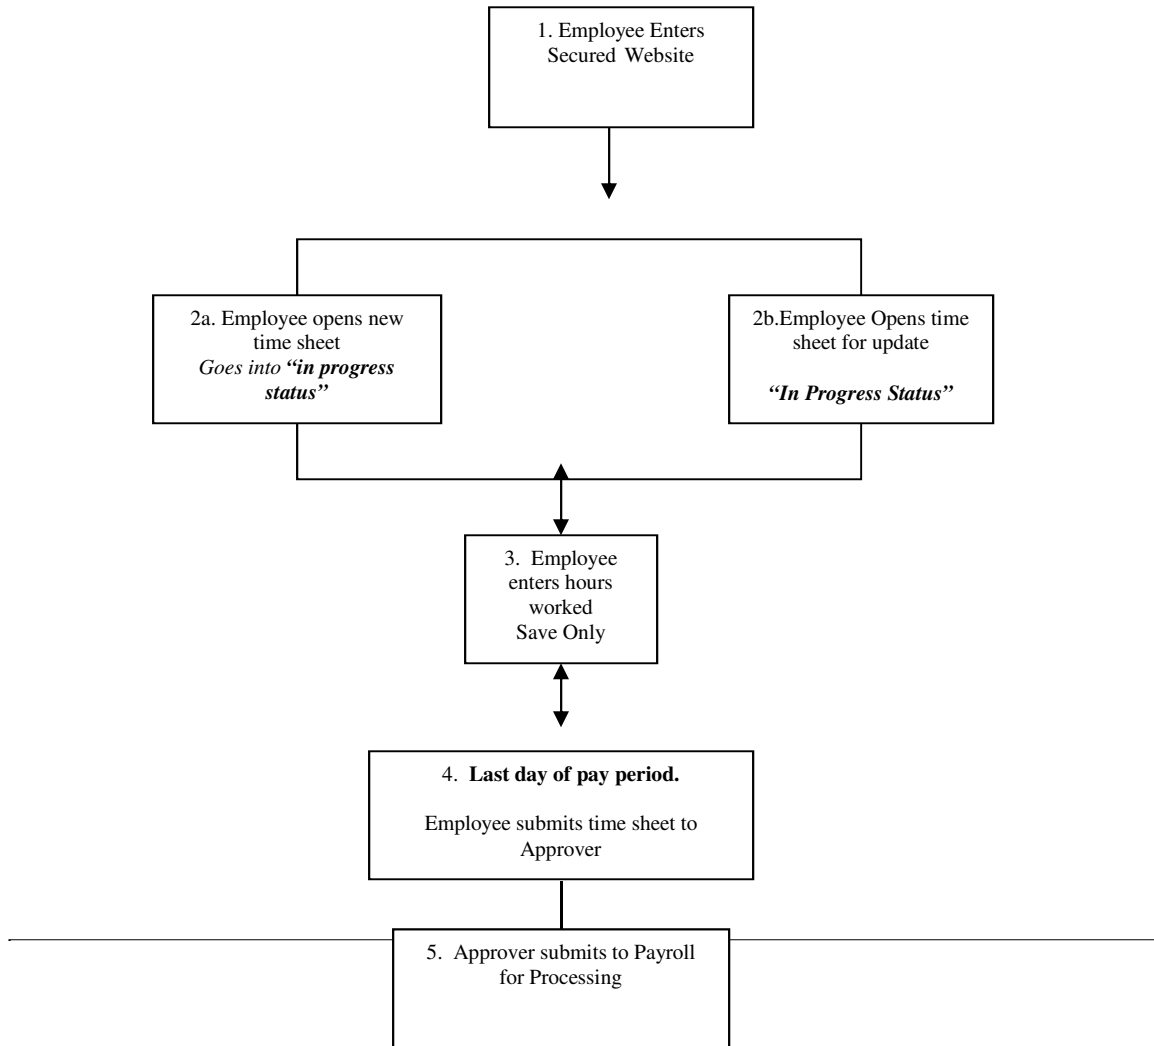 1. Employee Enters
Secured Website
2a. Employee opens new
time sheet
Goes into “in progress
status”
2b.Employee Opens time
sheet for update
“In Progress Status”
3.  Employee
enters hours
worked
Save Only
4.  Last day of pay period.
Employee submits time sheet to
Approver
5.  Approver submits to Payroll
for Processing